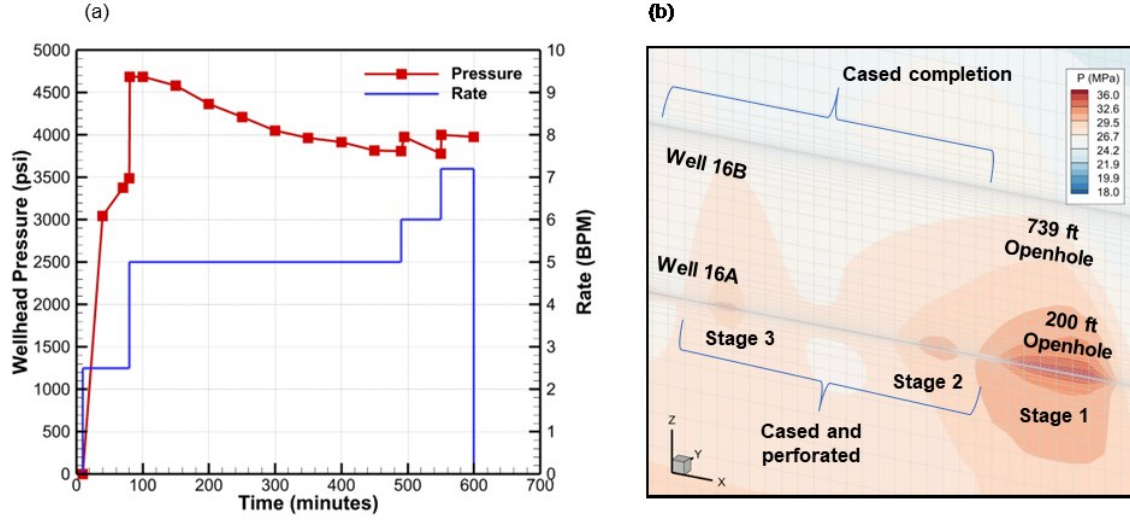 (a)
5000
4500
4000
3500
3000
2500
2000
1500
1000
500
0
Wellhead Pressure (psi)
Pressure
Rate
10
9
8
7
6
5
4
3
2
1
0
Rate (BPM)
0
100
200
300
400
500
600
700
Time (minutes)
(b)
Cased completion
P (MPa)
36.0
32.0
29.5
26.7
24.2
21.9
19.9
18.0
Well 16B
739 ft
Openhole
Well 16A
200 ft
Openhole
Stage 3
Stage 2
Stage 1
Cased and
perforated
Z
Y
X